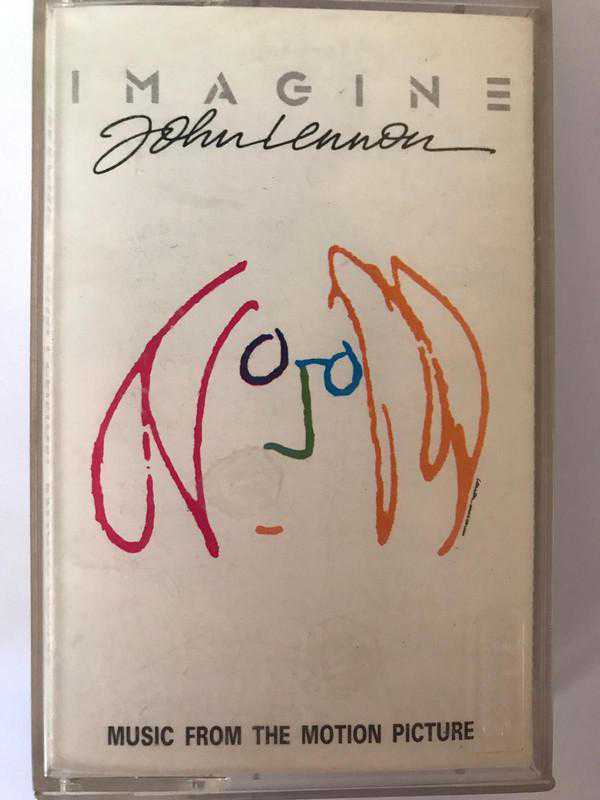 IMAGINE
John Lennon
MUSIC FROM THE MOTION PICTURE